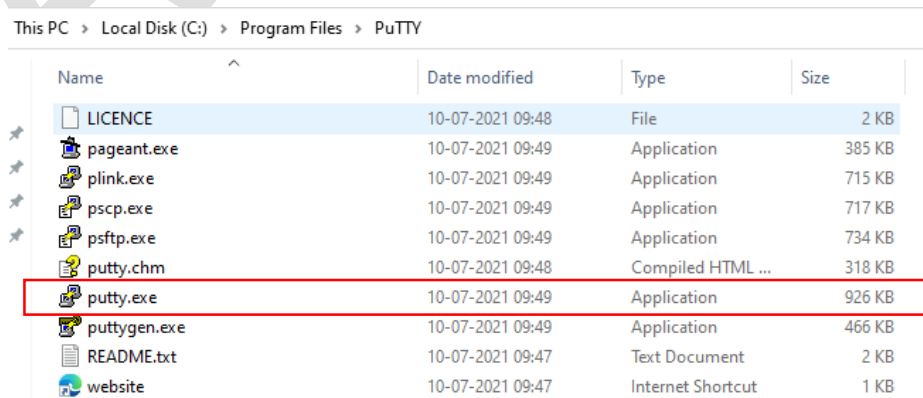 This PC > Local Disk (C:) > Program Files > PuTTY
Name Date modified Type Size
LICENCE 10-07-2021 09:48 File 2 KB
pageant.exe 10-07-2021 09:49 Application 385 KB
plink.exe 10-07-2021 09:49 Application 715 KB
pscp.exe 10-07-2021 09:49 Application 717 KB
psftp.exe 10-07-2021 09:49 Application 734 KB
putty.chm 10-07-2021 09:48 Compiled HTML ... 318 KB
putty.exe 10-07-2021 09:49 Application 926 KB
puttygen.exe 10-07-2021 09:49 Application 466 KB
README.txt 10-07-2021 09:47 Text Document 2 KB
website 10-07-2021 09:47 Internet Shortcut 1 KB